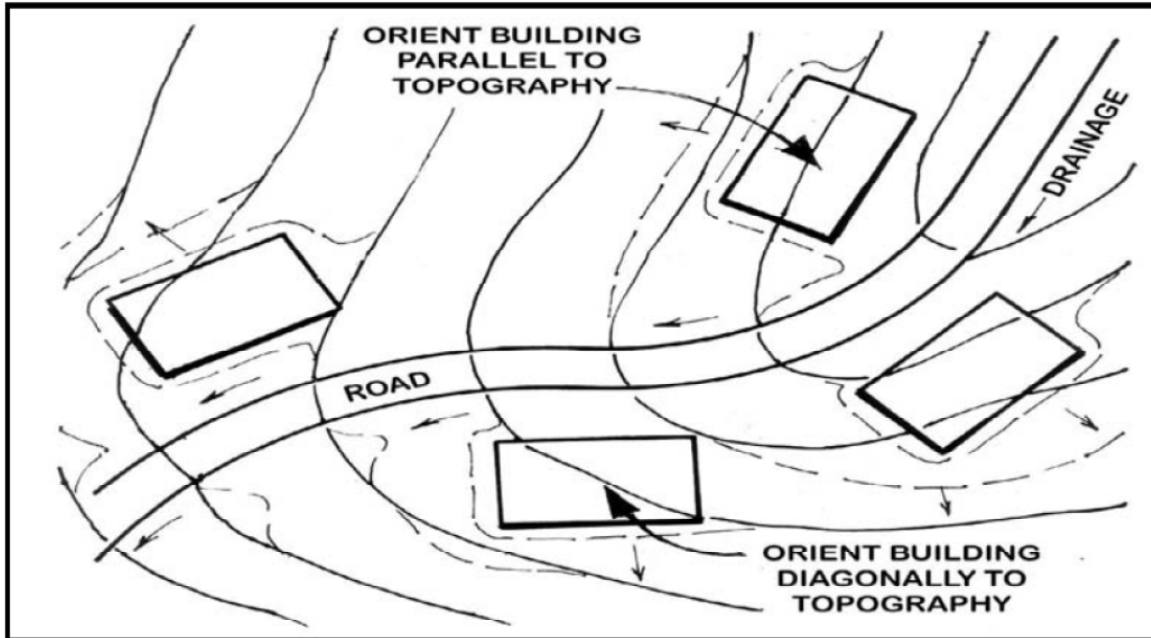 ORIENT BUILDING
PARALLEL TO
TOPOGRAPHY
DRAINAGE
ROAD
ORIENT BUILDING
DIAGONALLY TO
TOPOGRAPHY